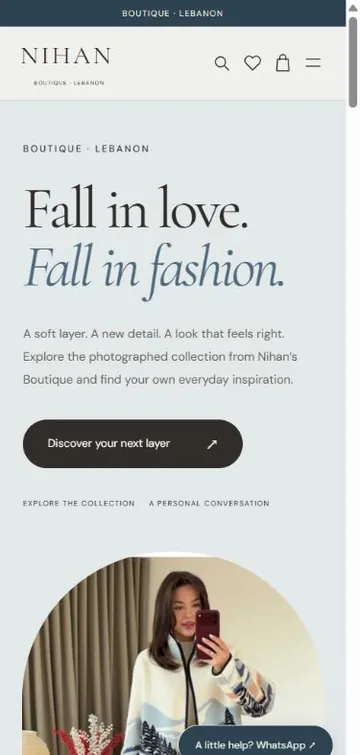 BOUTIQUE · LEBANON
NIHAN
BOUTIQUE · LEBANON
BOUTIQUE · LEBANON
Fall in love.
Fall in fashion.
A soft layer. A new detail. A look that feels right.
Explore the photographed collection from Nihan's
Boutique and find your own everyday inspiration.
Discover your next layer ↗
EXPLORE THE COLLECTION A PERSONAL CONVERSATION
A little help? WhatsApp ↗